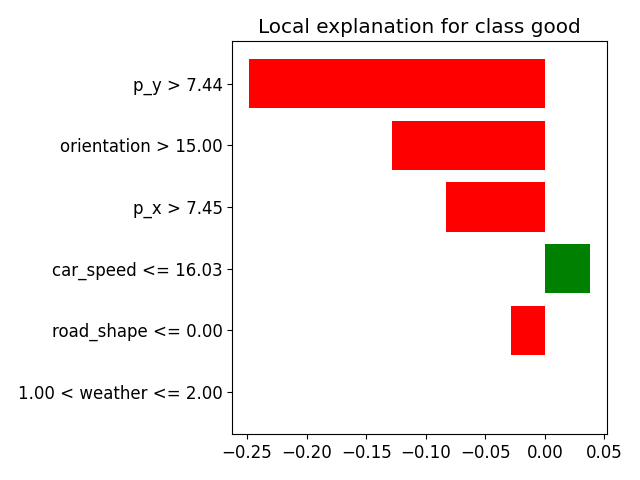 Local explanation for class good
p_y > 7.44
orientation > 15.00
p_x > 7.45
car_speed <= 16.03
road_shape <= 0.00
1.00 < weather <= 2.00
−0.25 −0.20 −0.15 −0.10 −0.05 0.00 0.05